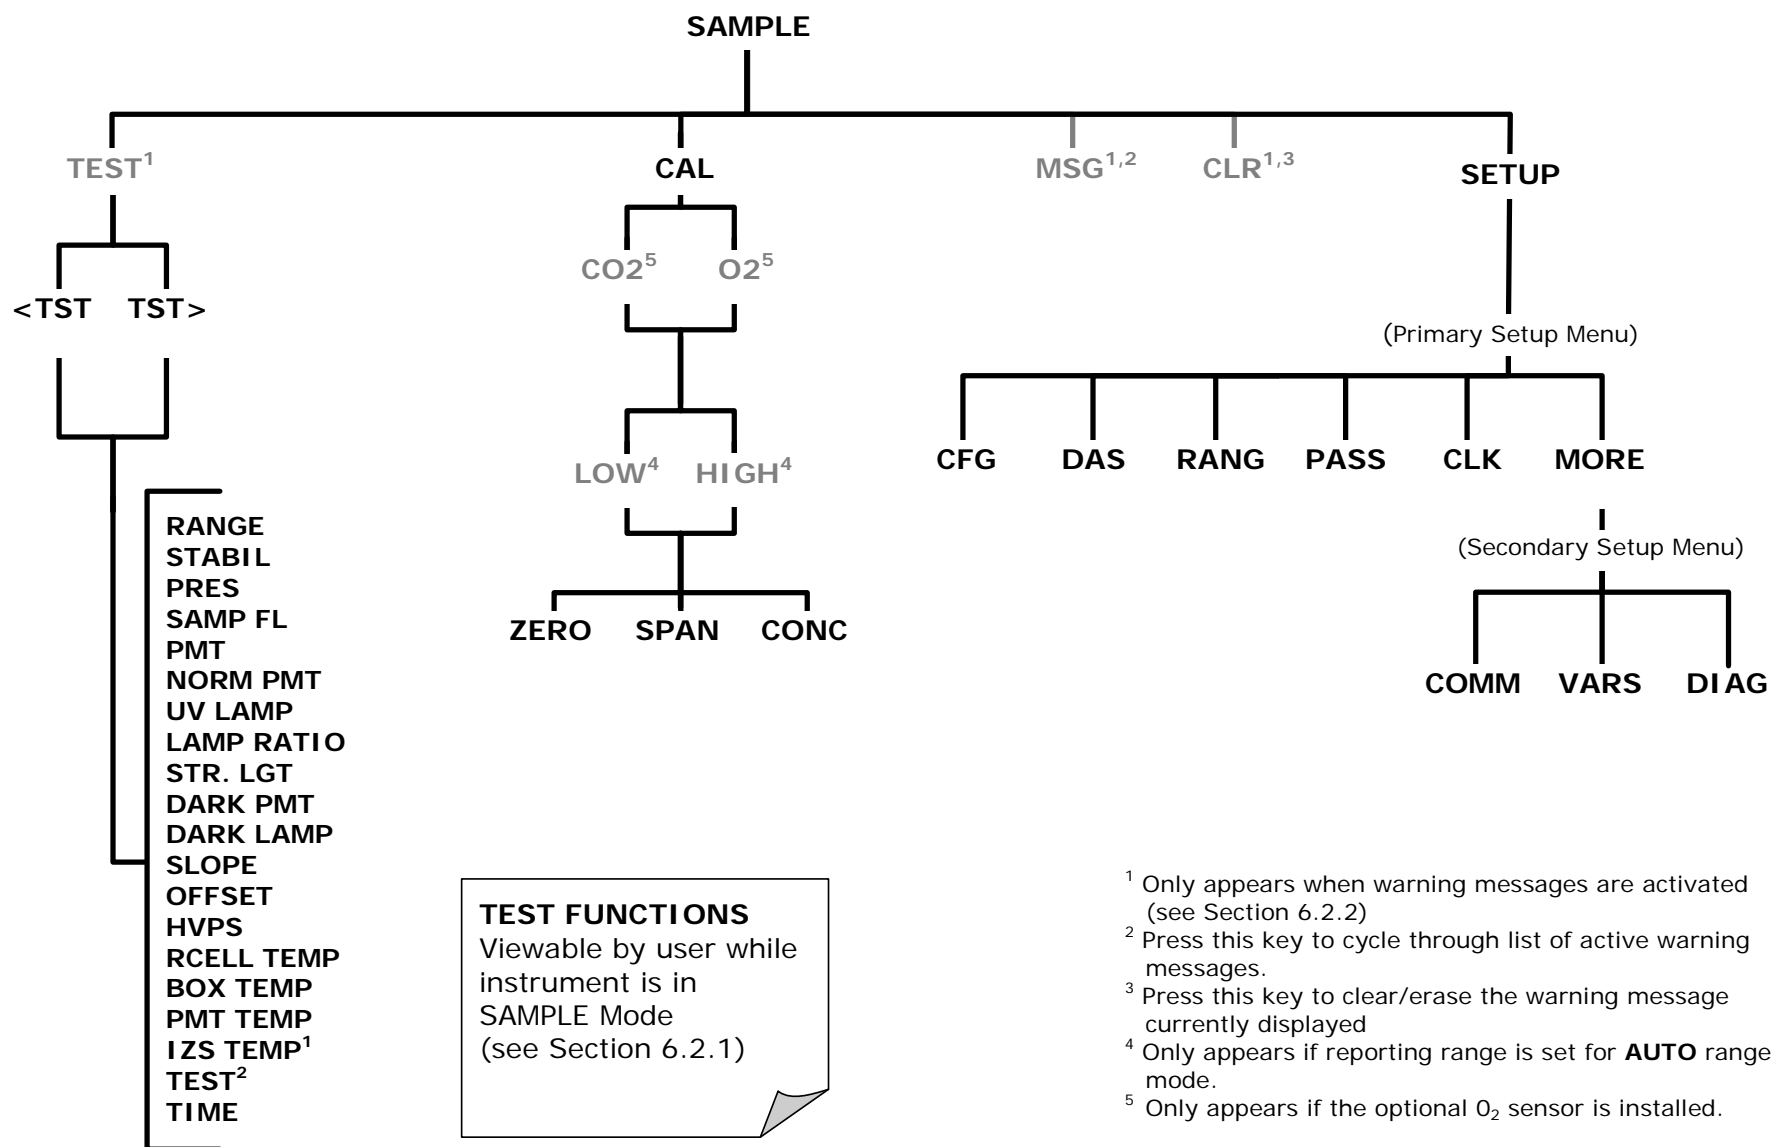 SAMPLE
TEST¹
CAL
MSG¹,²
CLR¹,³
SETUP
CO2⁵
O2⁵
<TST
TST>
(Primary Setup Menu)
LOW⁴
HIGH⁴
CFG
DAS
RANG
PASS
CLK
MORE
(Secondary Setup Menu)
ZERO
SPAN
CONC
COMM
VARS
DIAG
RANGE
STABIL
PRES
SAMP FL
PMT
NORM PMT
UV LAMP
LAMP RATIO
STR. LGT
DARK PMT
DARK LAMP
SLOPE
OFFSET
HVPS
RCELL TEMP
BOX TEMP
PMT TEMP
IZS TEMP¹
TEST²
TIME
TEST FUNCTIONS
Viewable by user while
instrument is in
SAMPLE Mode
(see Section 6.2.1)
¹ Only appears when warning messages are activated
(see Section 6.2.2)
² Press this key to cycle through list of active warning
messages.
³ Press this key to clear/erase the warning message
currently displayed
⁴ Only appears if reporting range is set for AUTO range
mode.
⁵ Only appears if the optional 0₂ sensor is installed.